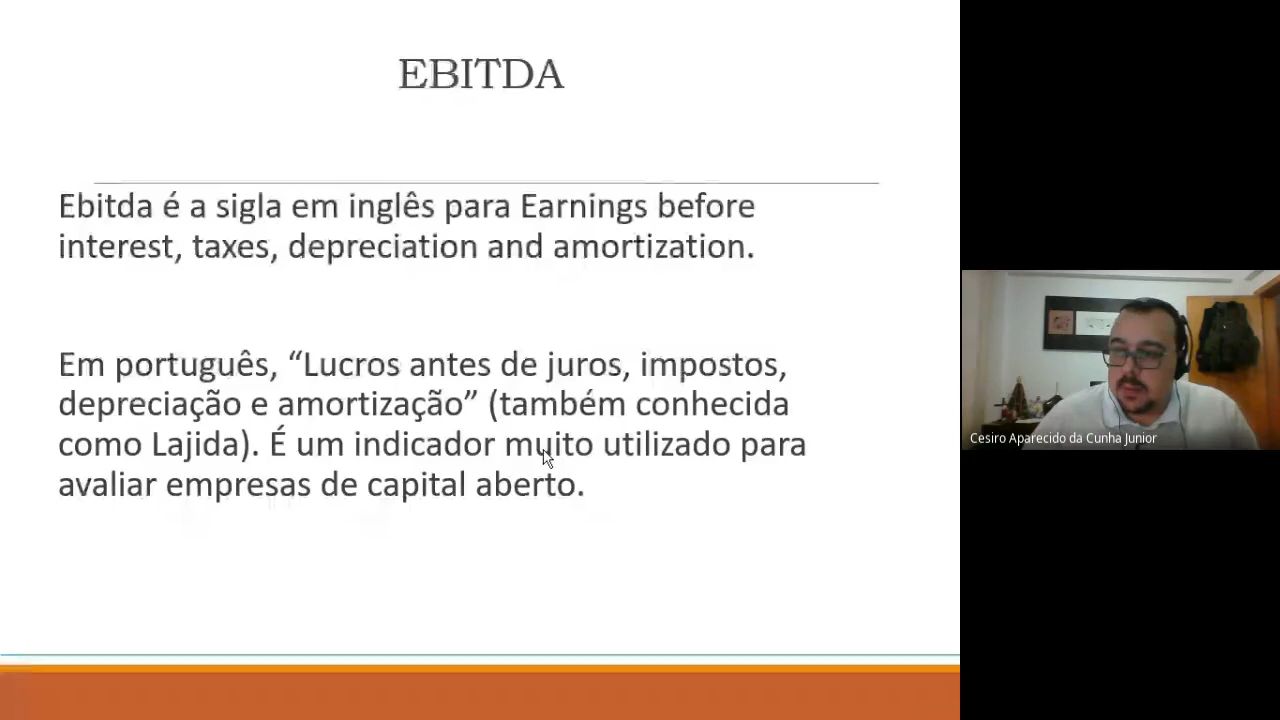 EBITDA
Ebitda é a sigla em inglês para Earnings before
interest, taxes, depreciation and amortization.
Em português, “Lucros antes de juros, impostos,
depreciação e amortização” (também conhecida
como Lajida). É um indicador muito utilizado para
avaliar empresas de capital aberto.
Cesiro Aparecido da Cunha Junior